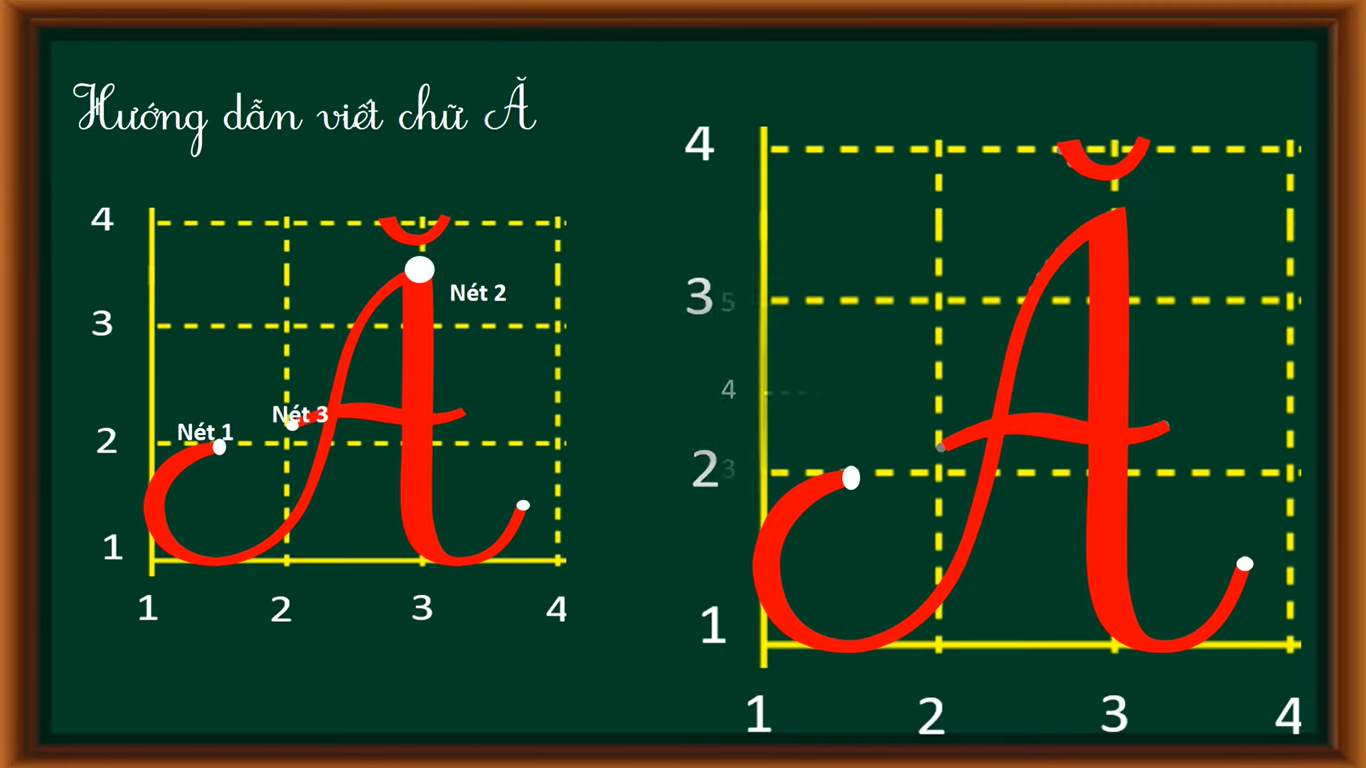 Hướng dẫn viết chữ Ă
4
3
2
1
1 2 3 4
Nét 1
Nét 2
Nét 3
Ă
4
3 5
4
2 3
1
1 2 3 4
Ă